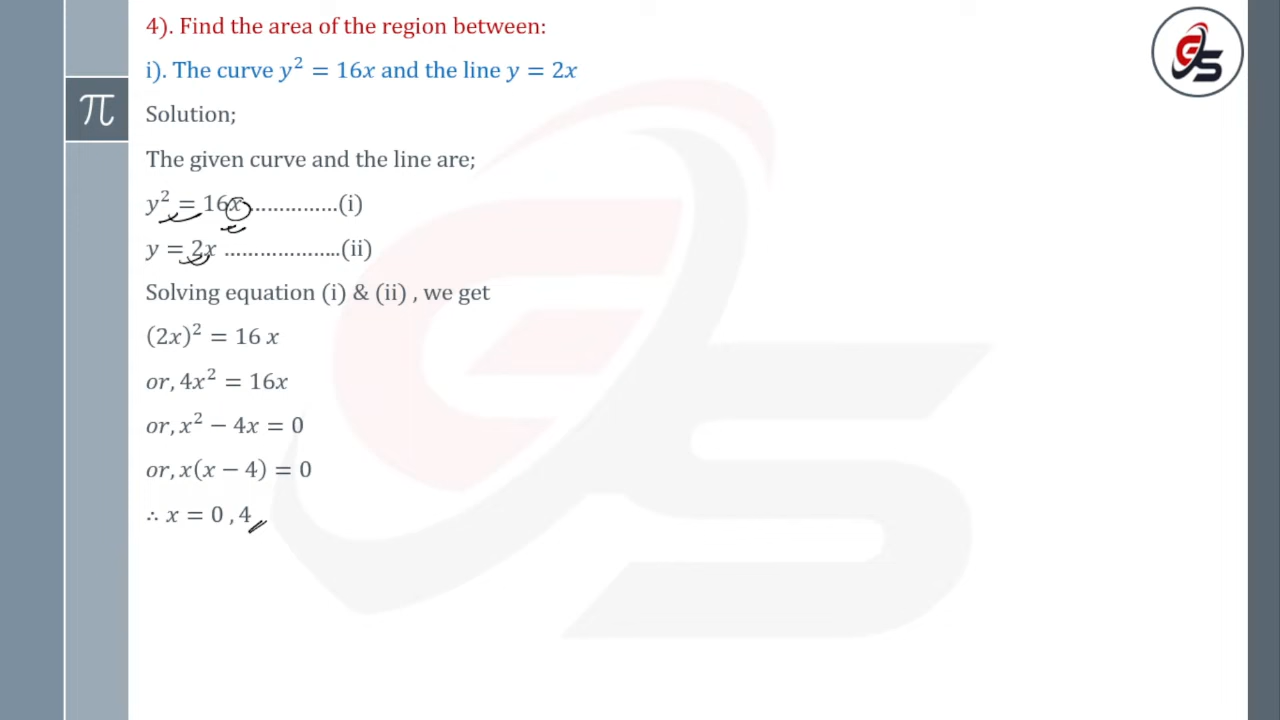 4). Find the area of the region between:
i). The curve y² = 16x and the line y = 2x
π
Solution;
The given curve and the line are;
y² = 16x ...............(i)
y = 2x ....................(ii)
Solving equation (i) & (ii) , we get
(2x)² = 16 x
or, 4x² = 16x
or, x² − 4x = 0
or, x(x − 4) = 0
∴ x = 0 , 4
GS